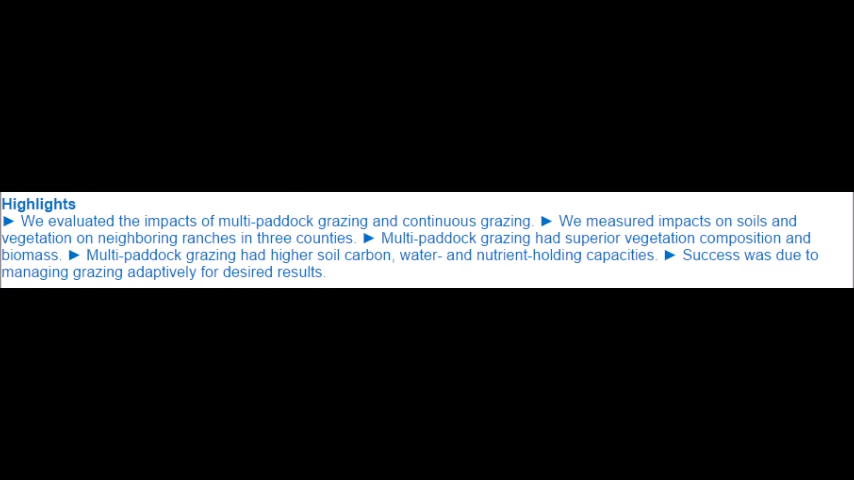 Highlights
► We evaluated the impacts of multi-paddock grazing and continuous grazing. ► We measured impacts on soils and
vegetation on neighboring ranches in three counties. ► Multi-paddock grazing had superior vegetation composition and
biomass. ► Multi-paddock grazing had higher soil carbon, water- and nutrient-holding capacities. ► Success was due to
managing grazing adaptively for desired results.